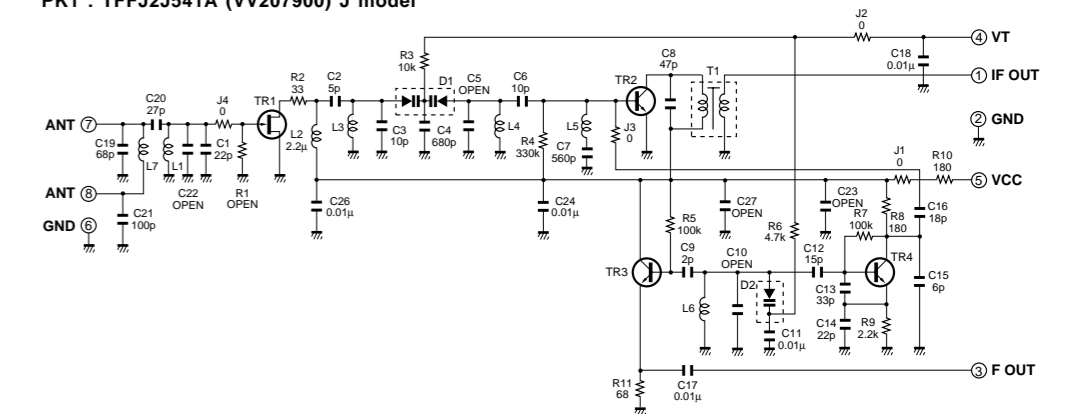 PK1 : TFFJ2J541A (VV207900) J model
J2
0
4 VT
R3
10k
C8
47p
T1
C18
0.01μ
1 IF OUT
D1
C5
OPEN
C6
10p
TR2
R2
33
C2
5p
C20
27p
J4
0
TR1
2 GND
ANT 7
L2
2.2μ
L3
C3
10p
C4
680p
L4
R4
330k
L5
J3
0
C7
560p
C19
68p
L7
L1
C1
22p
J1
0
R10
180
ANT 8
C22
OPEN
R1
OPEN
5 VCC
C21
100p
GND 6
C26
0.01μ
C24
0.01μ
R5
100k
C27
OPEN
R6
4.7k
C23
OPEN
R7
100k
R8
180
C16
18p
C9
2p
C10
OPEN
C12
15p
TR4
TR3
D2
C13
33p
C15
6p
L6
C11
0.01μ
C14
22p
R9
2.2k
3 F OUT
R11
68
C17
0.01μ